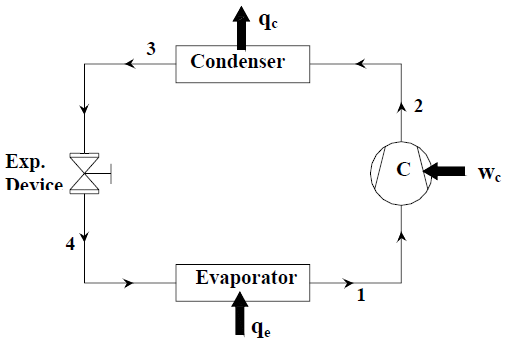 qc
3
Condenser
2
Exp.
Device
C
wc
4
Evaporator
1
qe